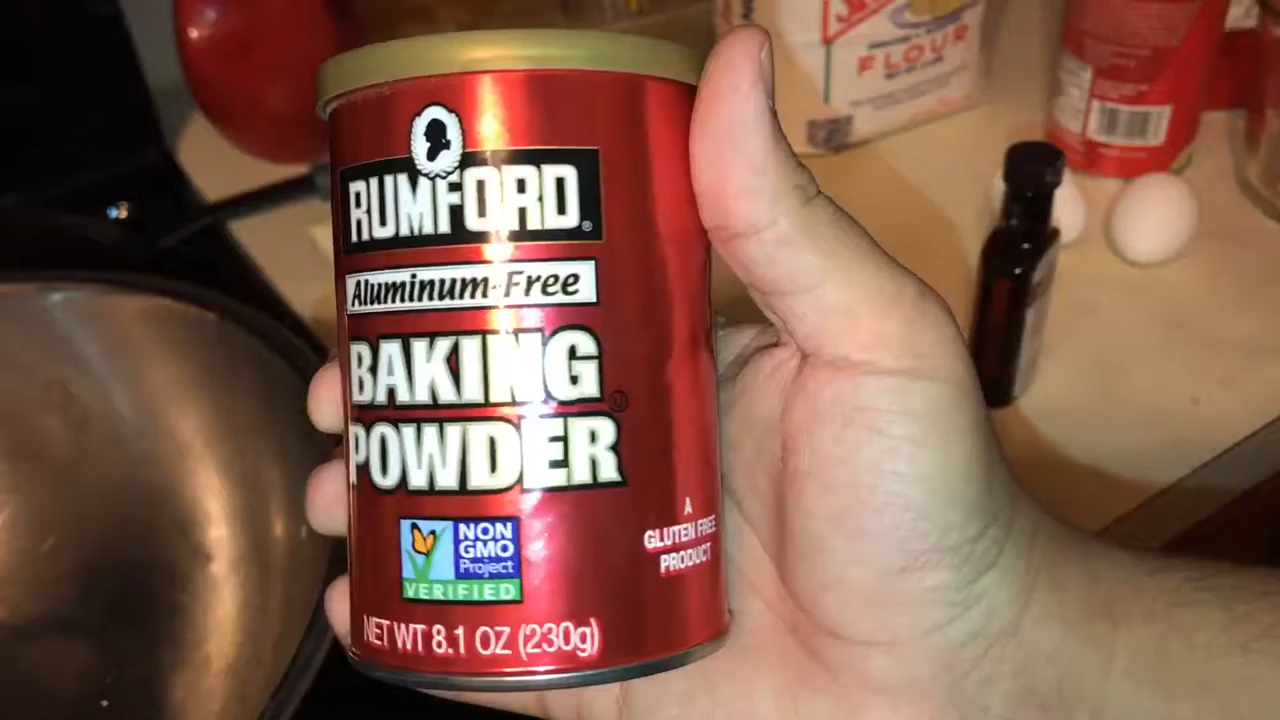 RUMFORD®
Aluminum-Free
BAKING
POWDER
NON
GMO
Project
VERIFIED
A
GLUTEN FREE
PRODUCT
NET WT 8.1 OZ (230g)
FLOUR